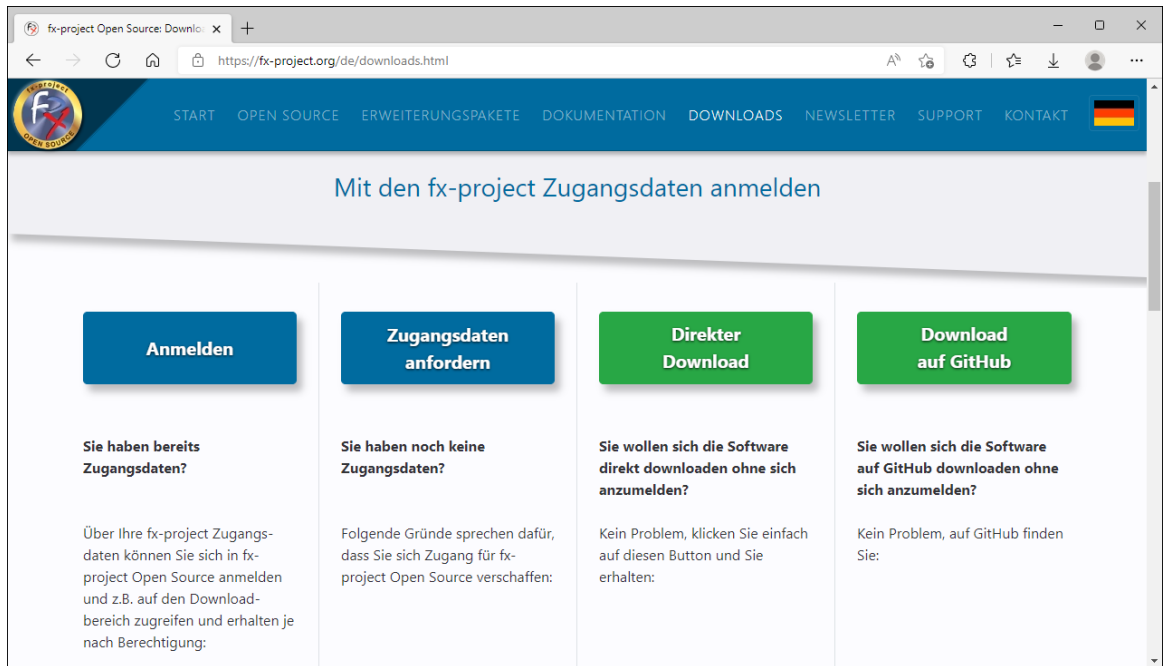 fx-project Open Source: Downlo
https://fx-project.org/de/downloads.html
fx-project
fx
OPEN SOURCE
START OPEN SOURCE ERWEITERUNGSPAKETE DOKUMENTATION DOWNLOADS NEWSLETTER SUPPORT KONTAKT
Mit den fx-project Zugangsdaten anmelden
Anmelden
Sie haben bereits
Zugangsdaten?
Über Ihre fx-project Zugangs-
daten können Sie sich in fx-
project Open Source anmelden
und z.B. auf den Download-
bereich zugreifen und erhalten je
nach Berechtigung:
Zugangsdaten
anfordern
Sie haben noch keine
Zugangsdaten?
Folgende Gründe sprechen dafür,
dass Sie sich Zugang für fx-
project Open Source verschaffen:
Direkter
Download
Sie wollen sich die Software
direkt downloaden ohne sich
anzumelden?
Kein Problem, klicken Sie einfach
auf diesen Button und Sie
erhalten:
Download
auf GitHub
Sie wollen sich die Software
auf GitHub downloaden ohne
sich anzumelden?
Kein Problem, auf GitHub finden
Sie: